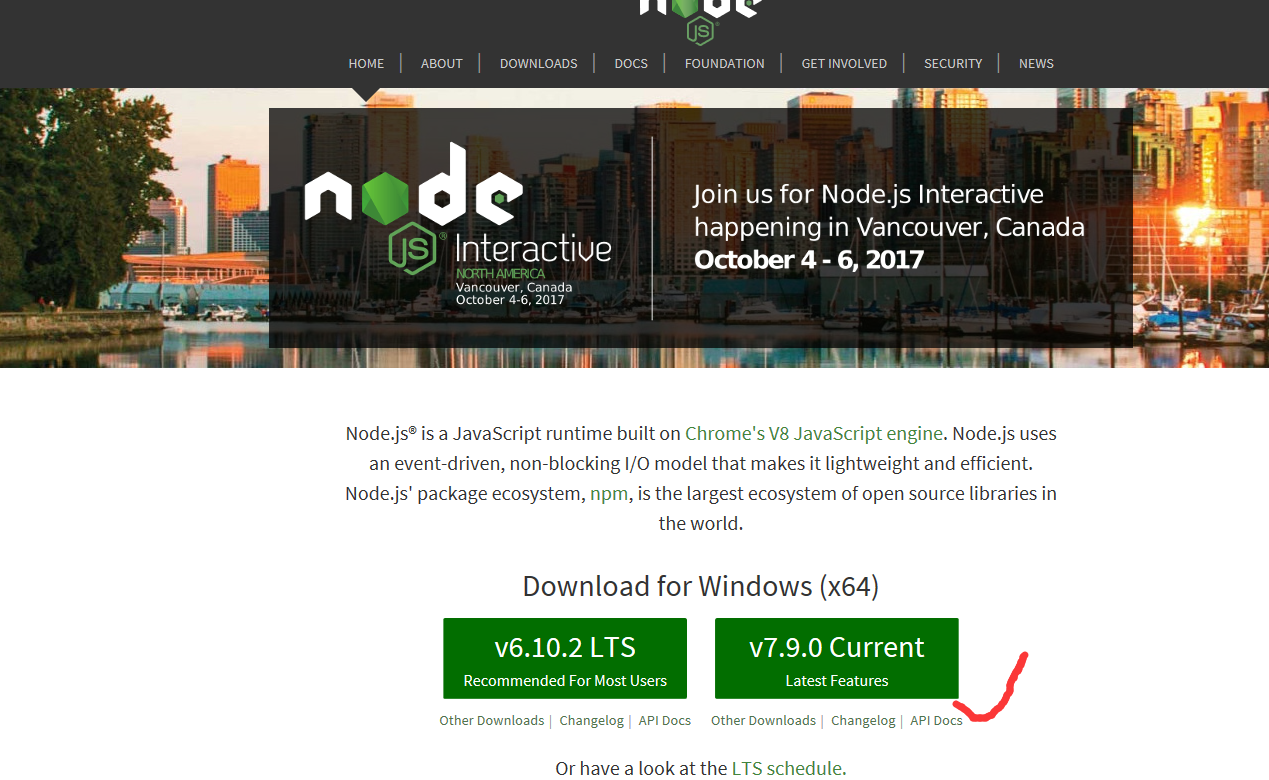 node
JS
HOME | ABOUT | DOWNLOADS | DOCS | FOUNDATION | GET INVOLVED | SECURITY | NEWS
node
JS® Interactive
NORTH AMERICA
Vancouver, Canada
October 4-6, 2017
Join us for Node.js Interactive
happening in Vancouver, Canada
October 4 - 6, 2017
Node.js® is a JavaScript runtime built on Chrome's V8 JavaScript engine. Node.js uses
an event-driven, non-blocking I/O model that makes it lightweight and efficient.
Node.js' package ecosystem, npm, is the largest ecosystem of open source libraries in
the world.
Download for Windows (x64)
v6.10.2 LTS
Recommended For Most Users
v7.9.0 Current
Latest Features
Other Downloads | Changelog | API Docs
Other Downloads | Changelog | API Docs
Or have a look at the LTS schedule.